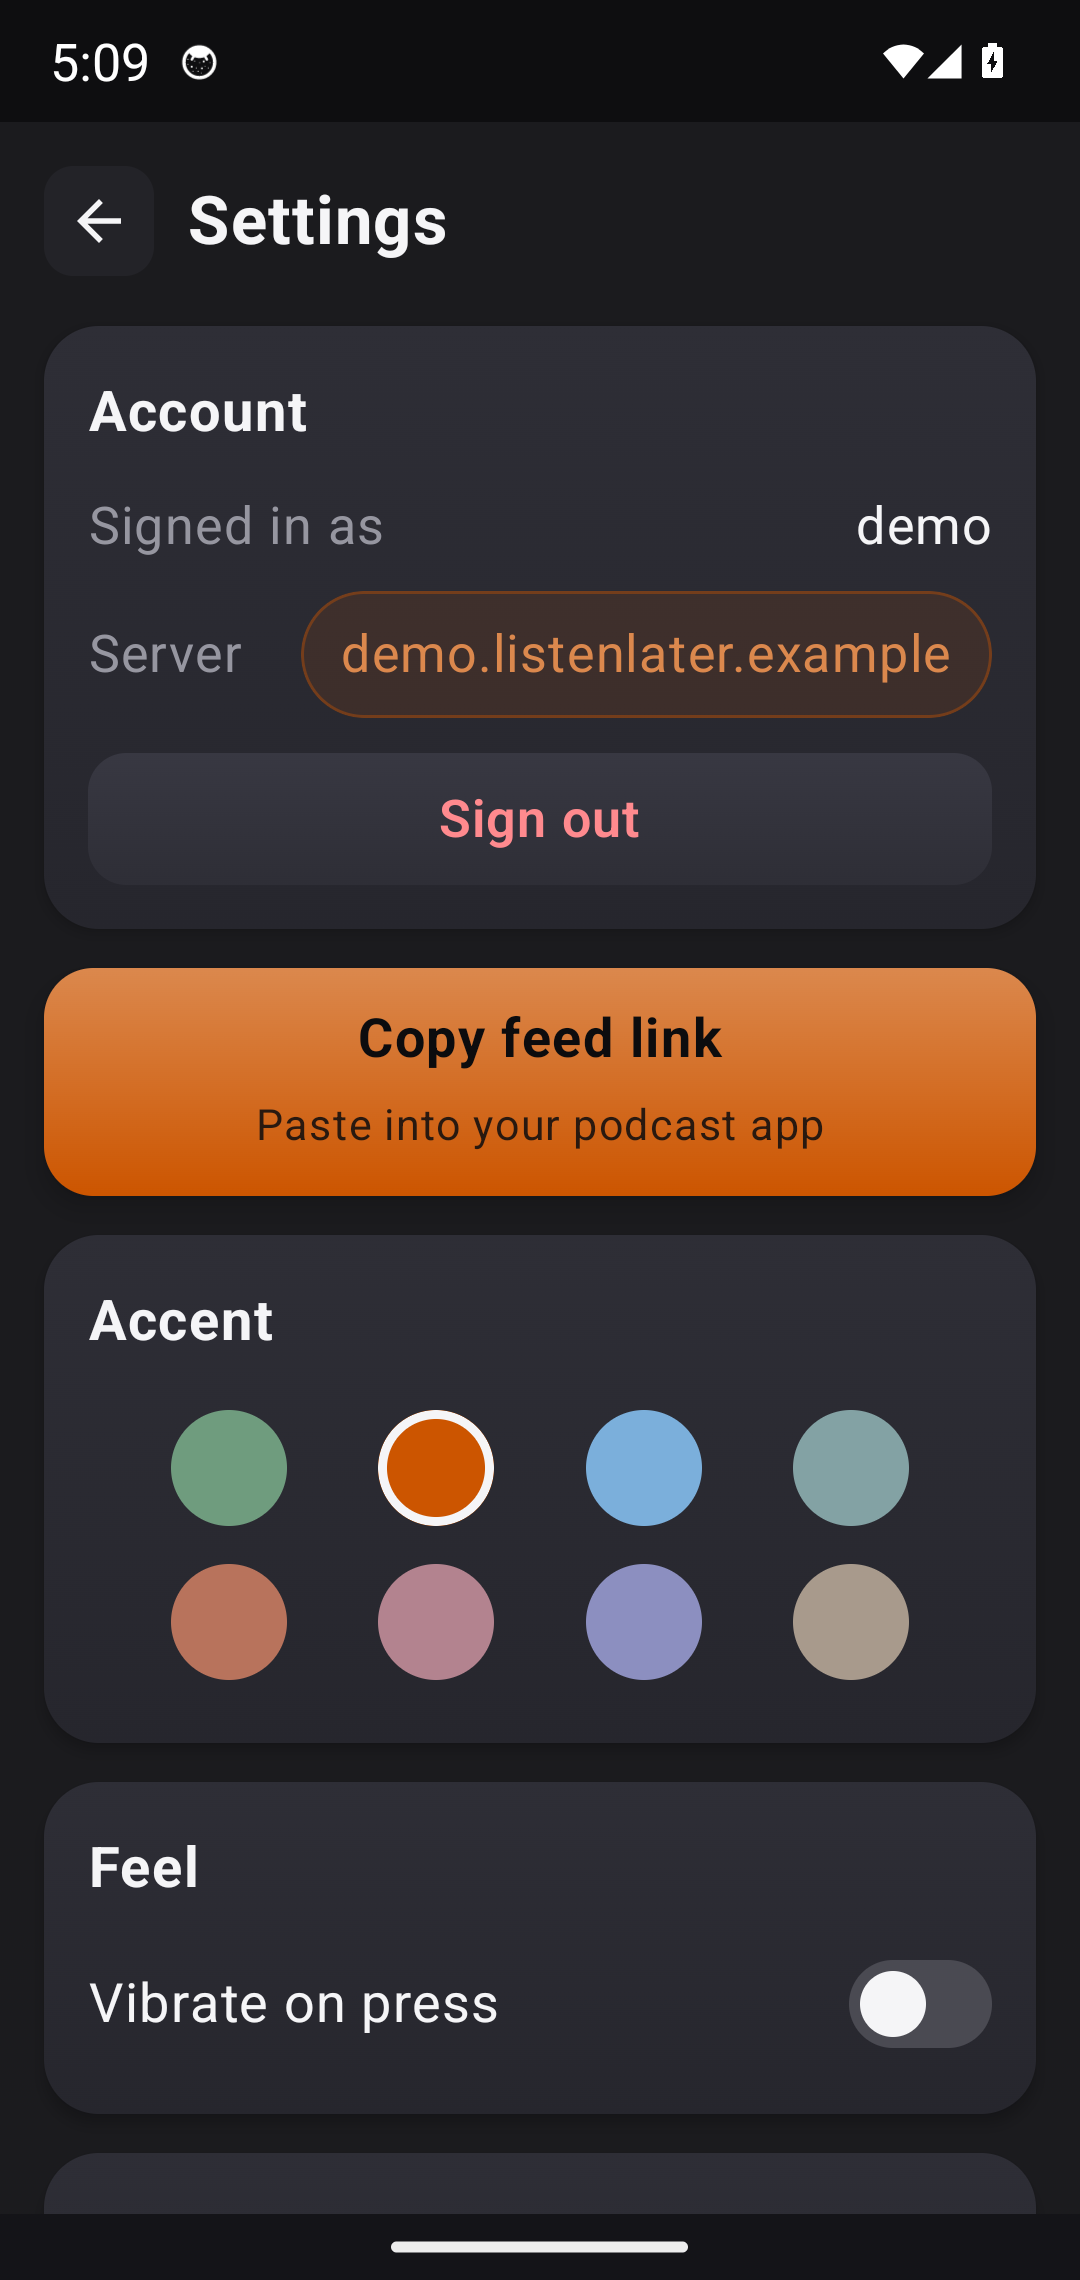 5:09
Settings
Account
Signed in as demo
Server demo.listenlater.example
Sign out
Copy feed link
Paste into your podcast app
Accent
Feel
Vibrate on press